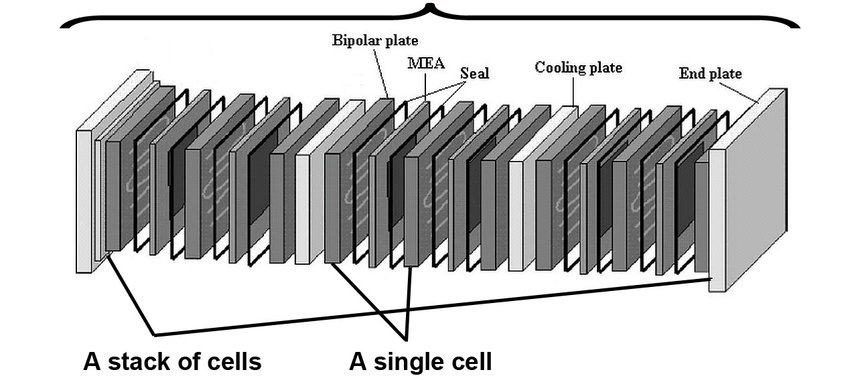 Bipolar plate
MEA
Seal
Cooling plate
End plate
A stack of cells
A single cell